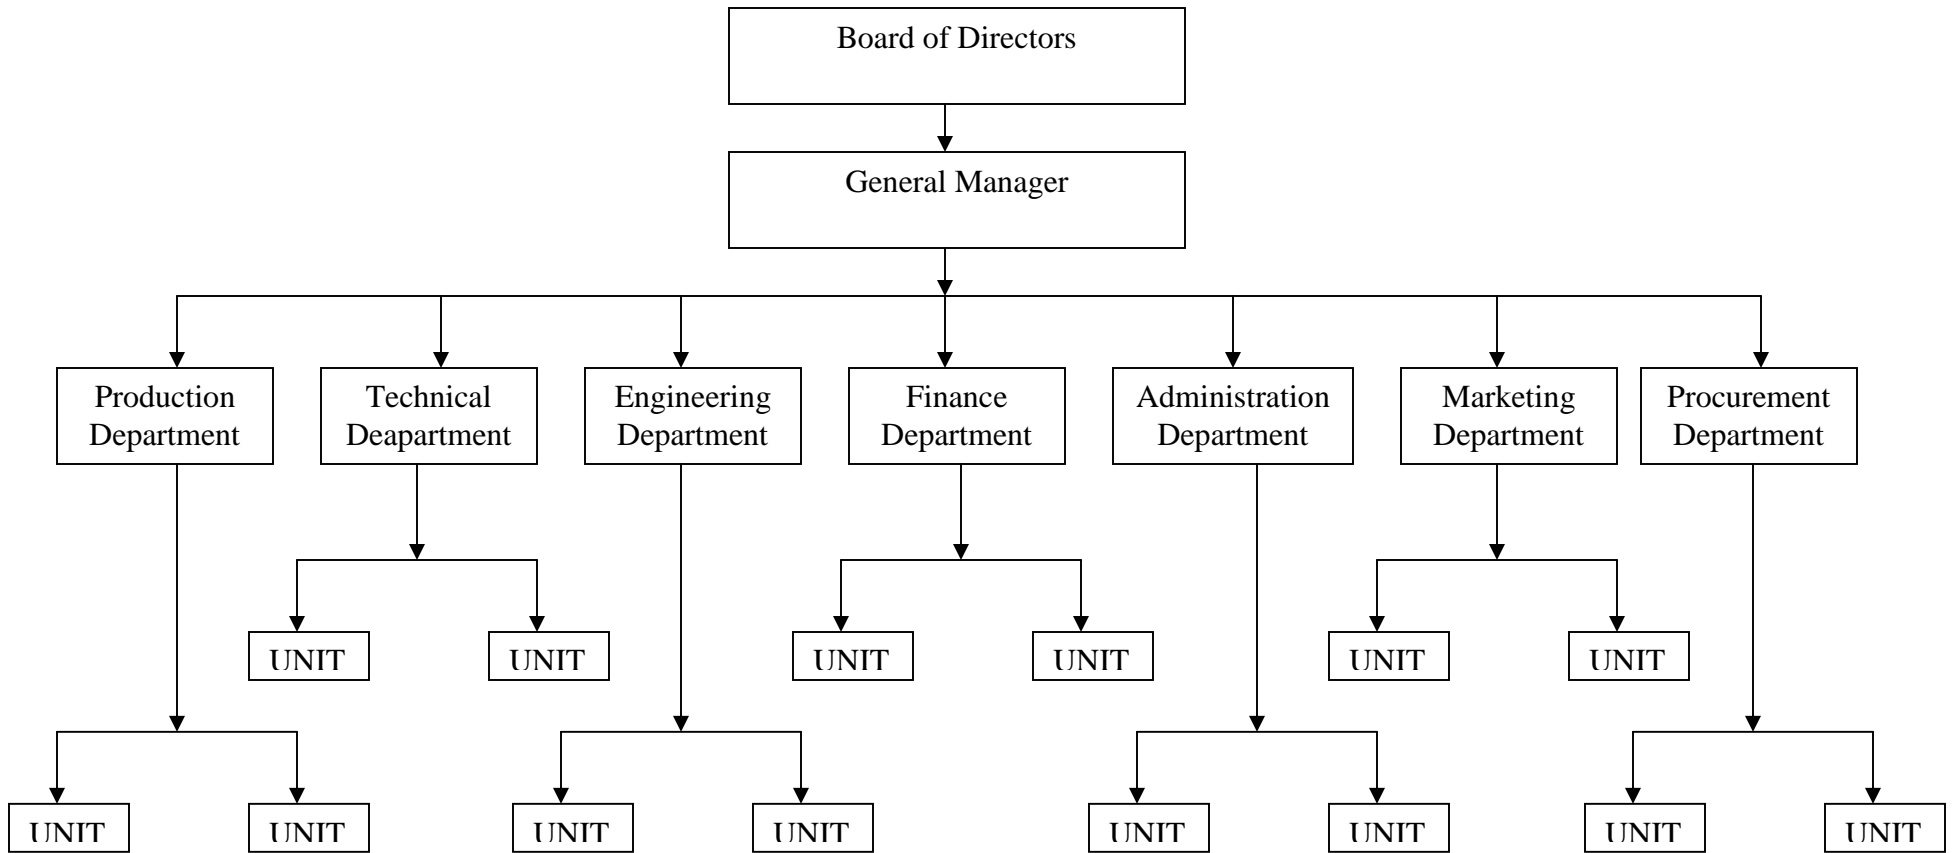 Board of Directors
General Manager
Production
Department
Technical
Deapartment
Engineering
Department
Finance
Department
Administration
Department
Marketing
Department
Procurement
Department
UNIT
UNIT
UNIT
UNIT
UNIT
UNIT
UNIT
UNIT
UNIT
UNIT
UNIT
UNIT
UNIT
UNIT